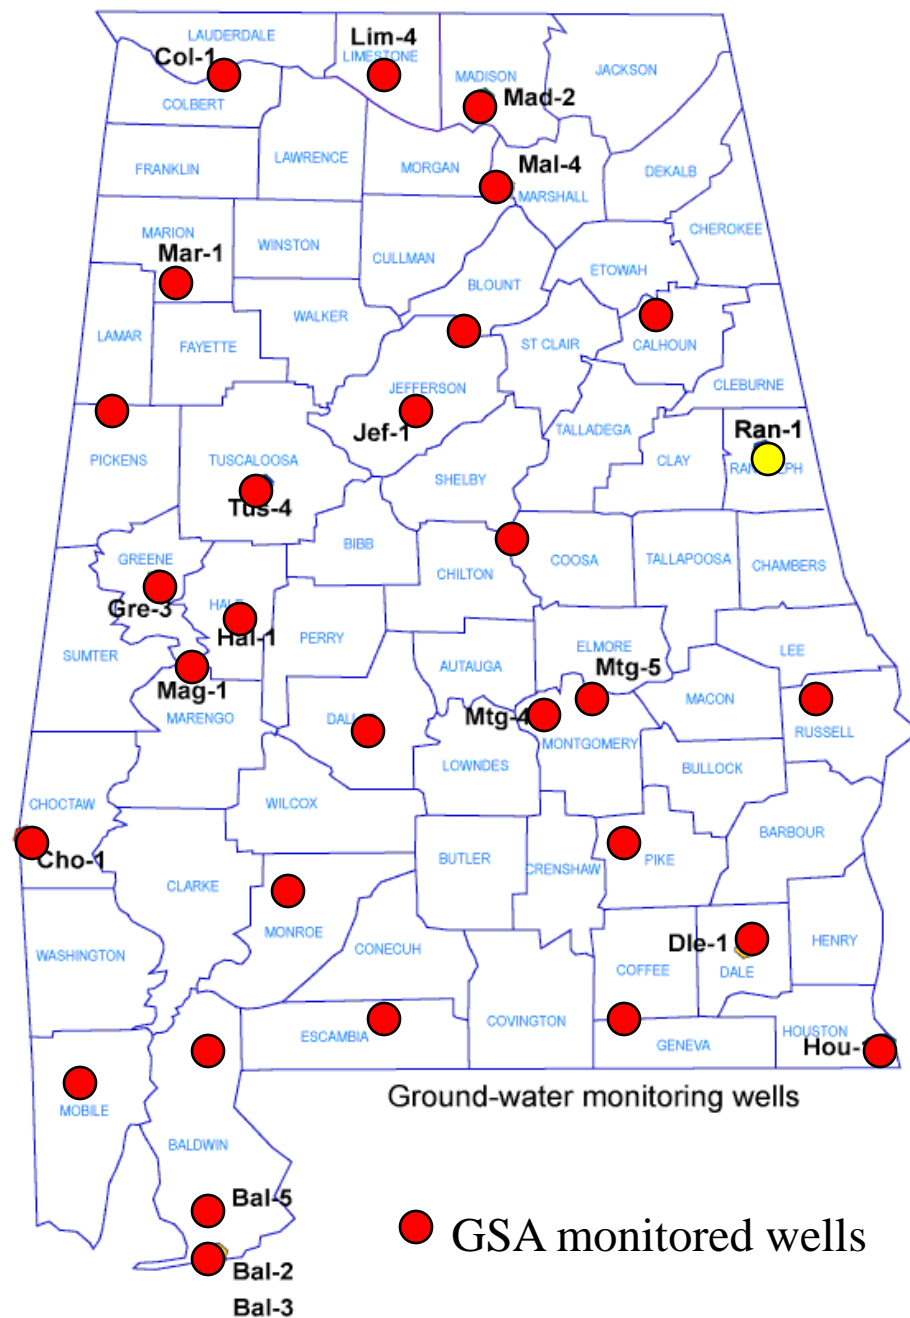 LAUDERDALE
Lim-4
Col-1
LIMESTONE
MADISON
JACKSON
COLBERT
Mad-2
LAWRENCE
FRANKLIN
MORGAN
Mal-4
DEKALB
MARSHALL
CHEROKEE
MARION
WINSTON
Mar-1
CULLMAN
ETOWAH
BLOUNT
WALKER
LAMAR
FAYETTE
ST CLAIR
CALHOUN
CLEBURNE
JEFFERSON
Jef-1
TALLADEGA
Ran-1
PICKENS
TUSCALOOSA
CLAY
SHELBY
Tus-4
BIBB
GREENE
COOSA
TALLAPOOSA
CHAMBERS
CHILTON
Gre-3
Hal-1
PERRY
ELMORE
LEE
SUMTER
AUTAUGA
Mtg-5
Mag-1
MACON
MARENGO
Mtg-4
RUSSELL
MONTGOMERY
LOWNDES
BULLOCK
CHOCTAW
WILCOX
BARBOUR
Cho-1
BUTLER
PIKE
CRENSHAW
CLARKE
MONROE
CONECUH
Dle-1
HENRY
WASHINGTON
COFFEE
DALE
COVINGTON
HOUSTON
ESCAMBIA
GENEVA
Hou-1
Ground-water monitoring wells
MOBILE
BALDWIN
Bal-5
GSA monitored wells
Bal-2
Bal-3